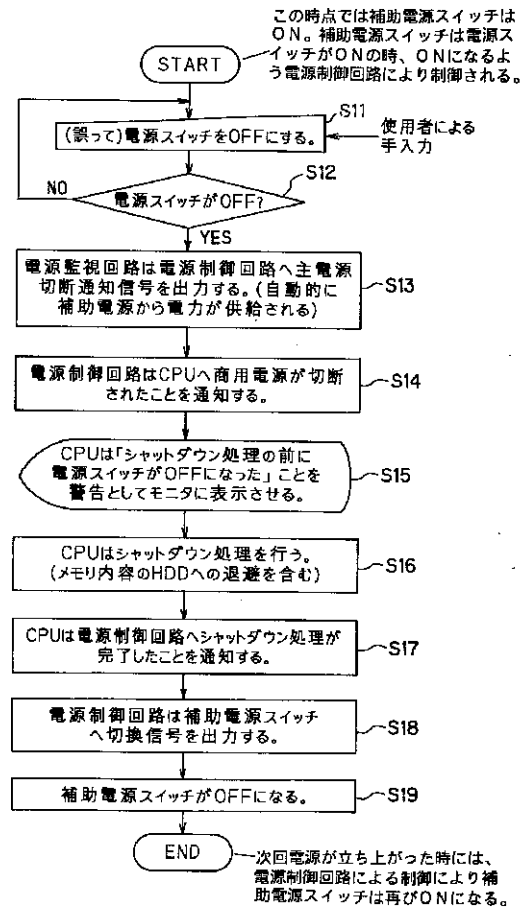 この時点では補助電源スイッチは
ON。補助電源スイッチは電源ス
イッチがONの時、ONになるよ
う電源制御回路により制御される。
START
S11
(誤って)電源スイッチをOFFにする。
使用者による
手入力
S12
NO
電源スイッチがOFF?
YES
電源監視回路は電源制御回路へ主電源
切断通知信号を出力する。(自動的に
補助電源から電力が供給される)
S13
電源制御回路はCPUへ商用電源が切断
されたことを通知する。
S14
CPUは「シャットダウン処理の前に
電源スイッチがOFFになった」ことを
警告としてモニタに表示させる。
S15
CPUはシャットダウン処理を行う。
(メモリ内容のHDDへの退避を含む)
S16
CPUは電源制御回路へシャットダウン処理が
完了したことを通知する。
S17
電源制御回路は補助電源スイッチ
へ切換信号を出力する。
S18
補助電源スイッチがOFFになる。
S19
END
次回電源が立ち上がった時には、
電源制御回路による制御により補
助電源スイッチは再びONになる。